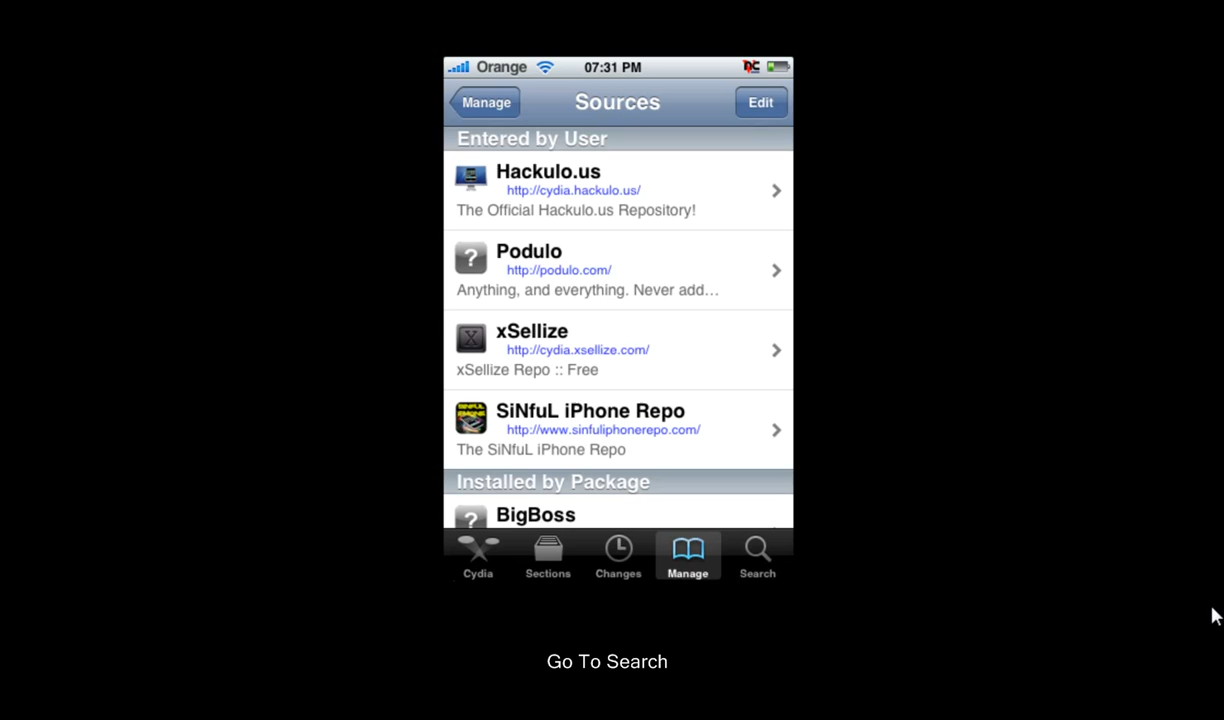 Orange 07:31 PM
Manage Sources Edit
Entered by User
Hackulo.us
http://cydia.hackulo.us/
The Official Hackulo.us Repository!
?
Podulo
http://podulo.com/
Anything, and everything. Never add...
X
xSellize
http://cydia.xsellize.com/
xSellize Repo :: Free
SiNfuL iPhone Repo
http://www.sinfuliphonerepo.com/
The SiNfuL iPhone Repo
Installed by Package
?
BigBoss
Cydia Sections Changes Manage Search
Go To Search